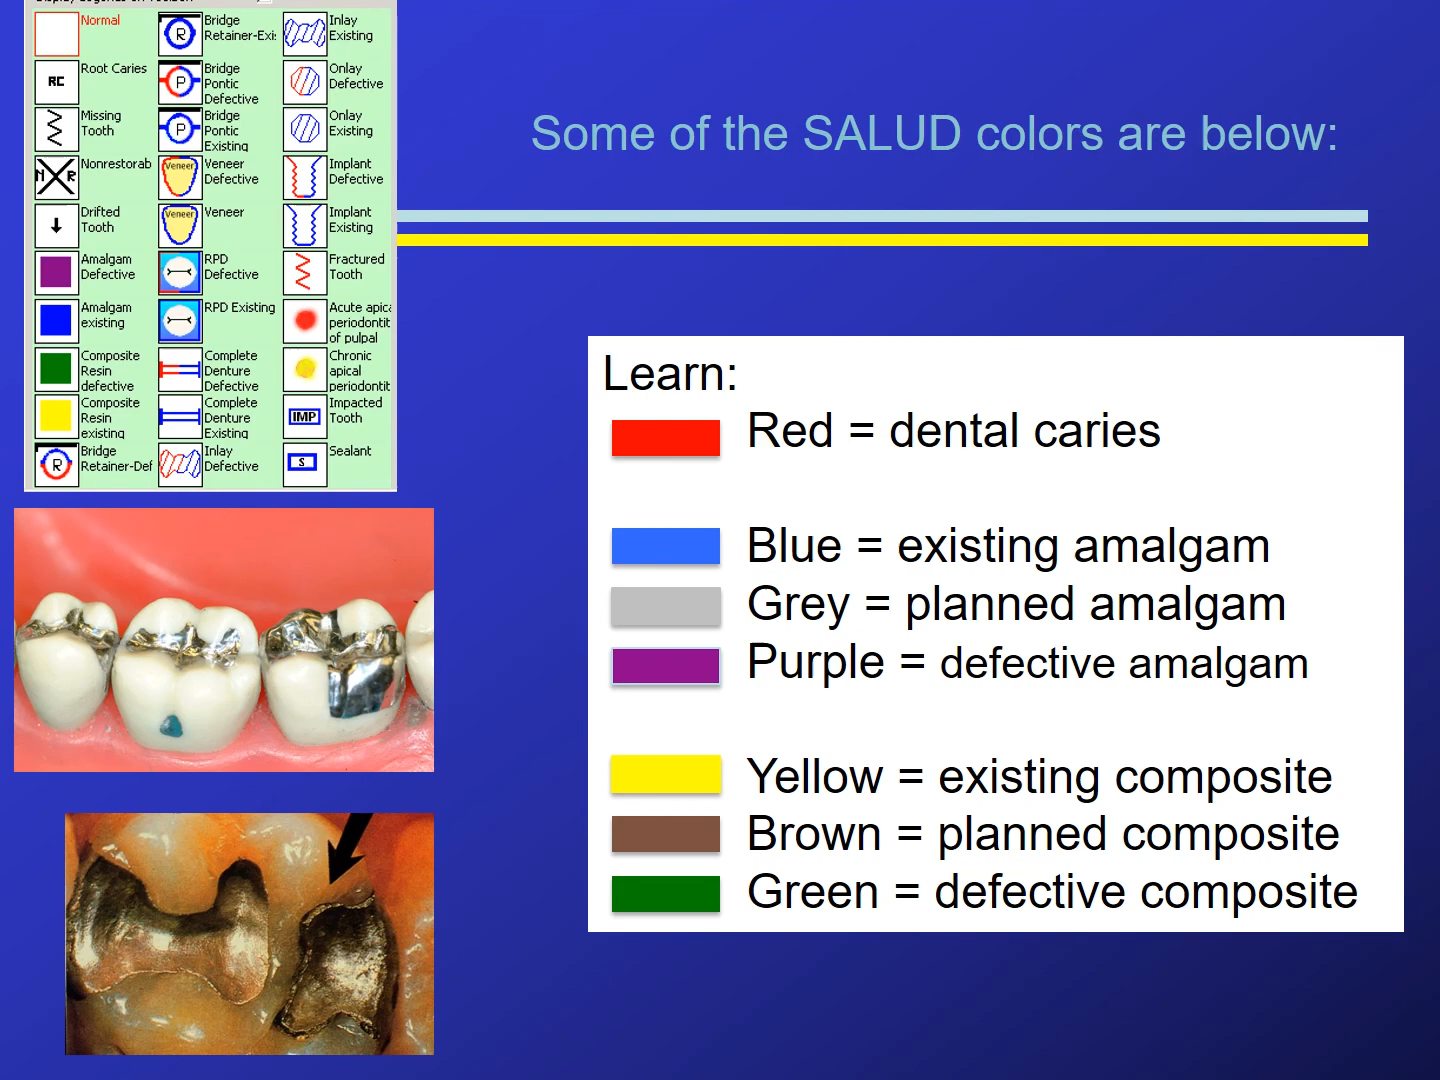 Normal
RC
Root Caries
Missing
Tooth
N R
Nonrestorab
Drifted
Tooth
Amalgam
Defective
Amalgam
existing
Composite
Resin
defective
Composite
Resin
existing
R
Bridge
Retainer-Def
R
Bridge
Retainer-Exis
P
Bridge
Pontic
Defective
P
Bridge
Pontic
Existing
Veneer
Veneer
Defective
Veneer
Veneer
RPD
Defective
RPD Existing
Complete
Denture
Defective
Complete
Denture
Existing
Inlay
Defective
Inlay
Existing
Onlay
Defective
Onlay
Existing
Implant
Defective
Implant
Existing
Fractured
Tooth
Acute apica
periodontit
of pulpal
Chronic
apical
periodontit
IMP
Impacted
Tooth
S
Sealant
Some of the SALUD colors are below:
Learn:
Red = dental caries
Blue = existing amalgam
Grey = planned amalgam
Purple = defective amalgam
Yellow = existing composite
Brown = planned composite
Green = defective composite